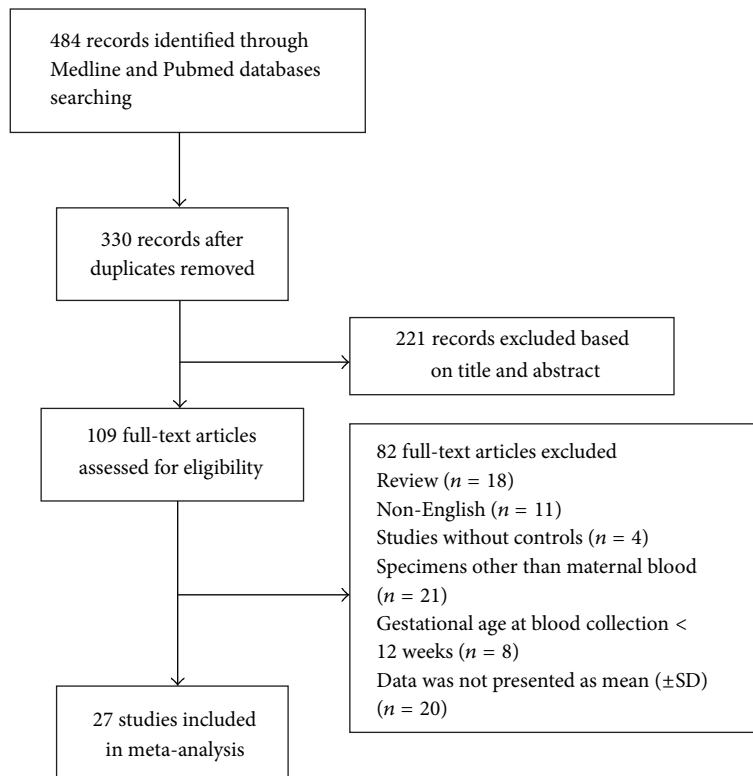 484 records identified through
Medline and Pubmed databases
searching
330 records after
duplicates removed
221 records excluded based
on title and abstract
109 full-text articles
assessed for eligibility
82 full-text articles excluded
Review (n = 18)
Non-English (n = 11)
Studies without controls (n = 4)
Specimens other than maternal blood
(n = 21)
Gestational age at blood collection <
12 weeks (n = 8)
Data was not presented as mean (±SD)
(n = 20)
27 studies included
in meta-analysis